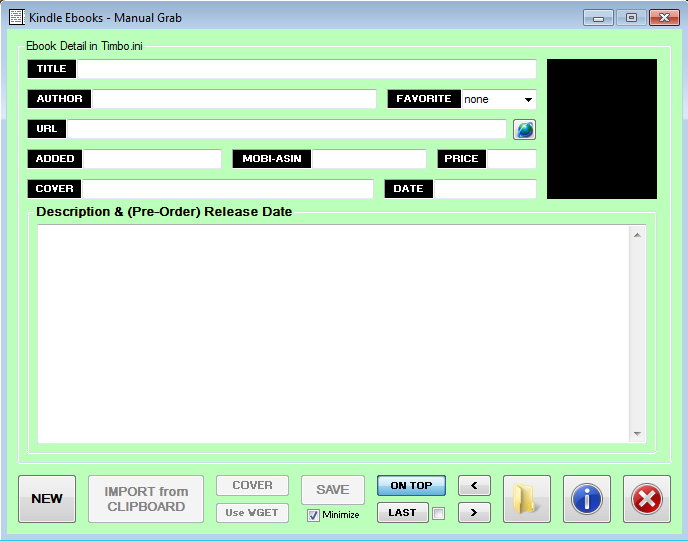 Kindle Ebooks - Manual Grab
Ebook Detail in Timbo.ini
TITLE
AUTHOR
FAVORITE none
URL
ADDED
MOBI-ASIN
PRICE
COVER
DATE
Description & (Pre-Order) Release Date
NEW
IMPORT from
CLIPBOARD
COVER
Use WGET
SAVE
Minimize
ON TOP
LAST
<
>